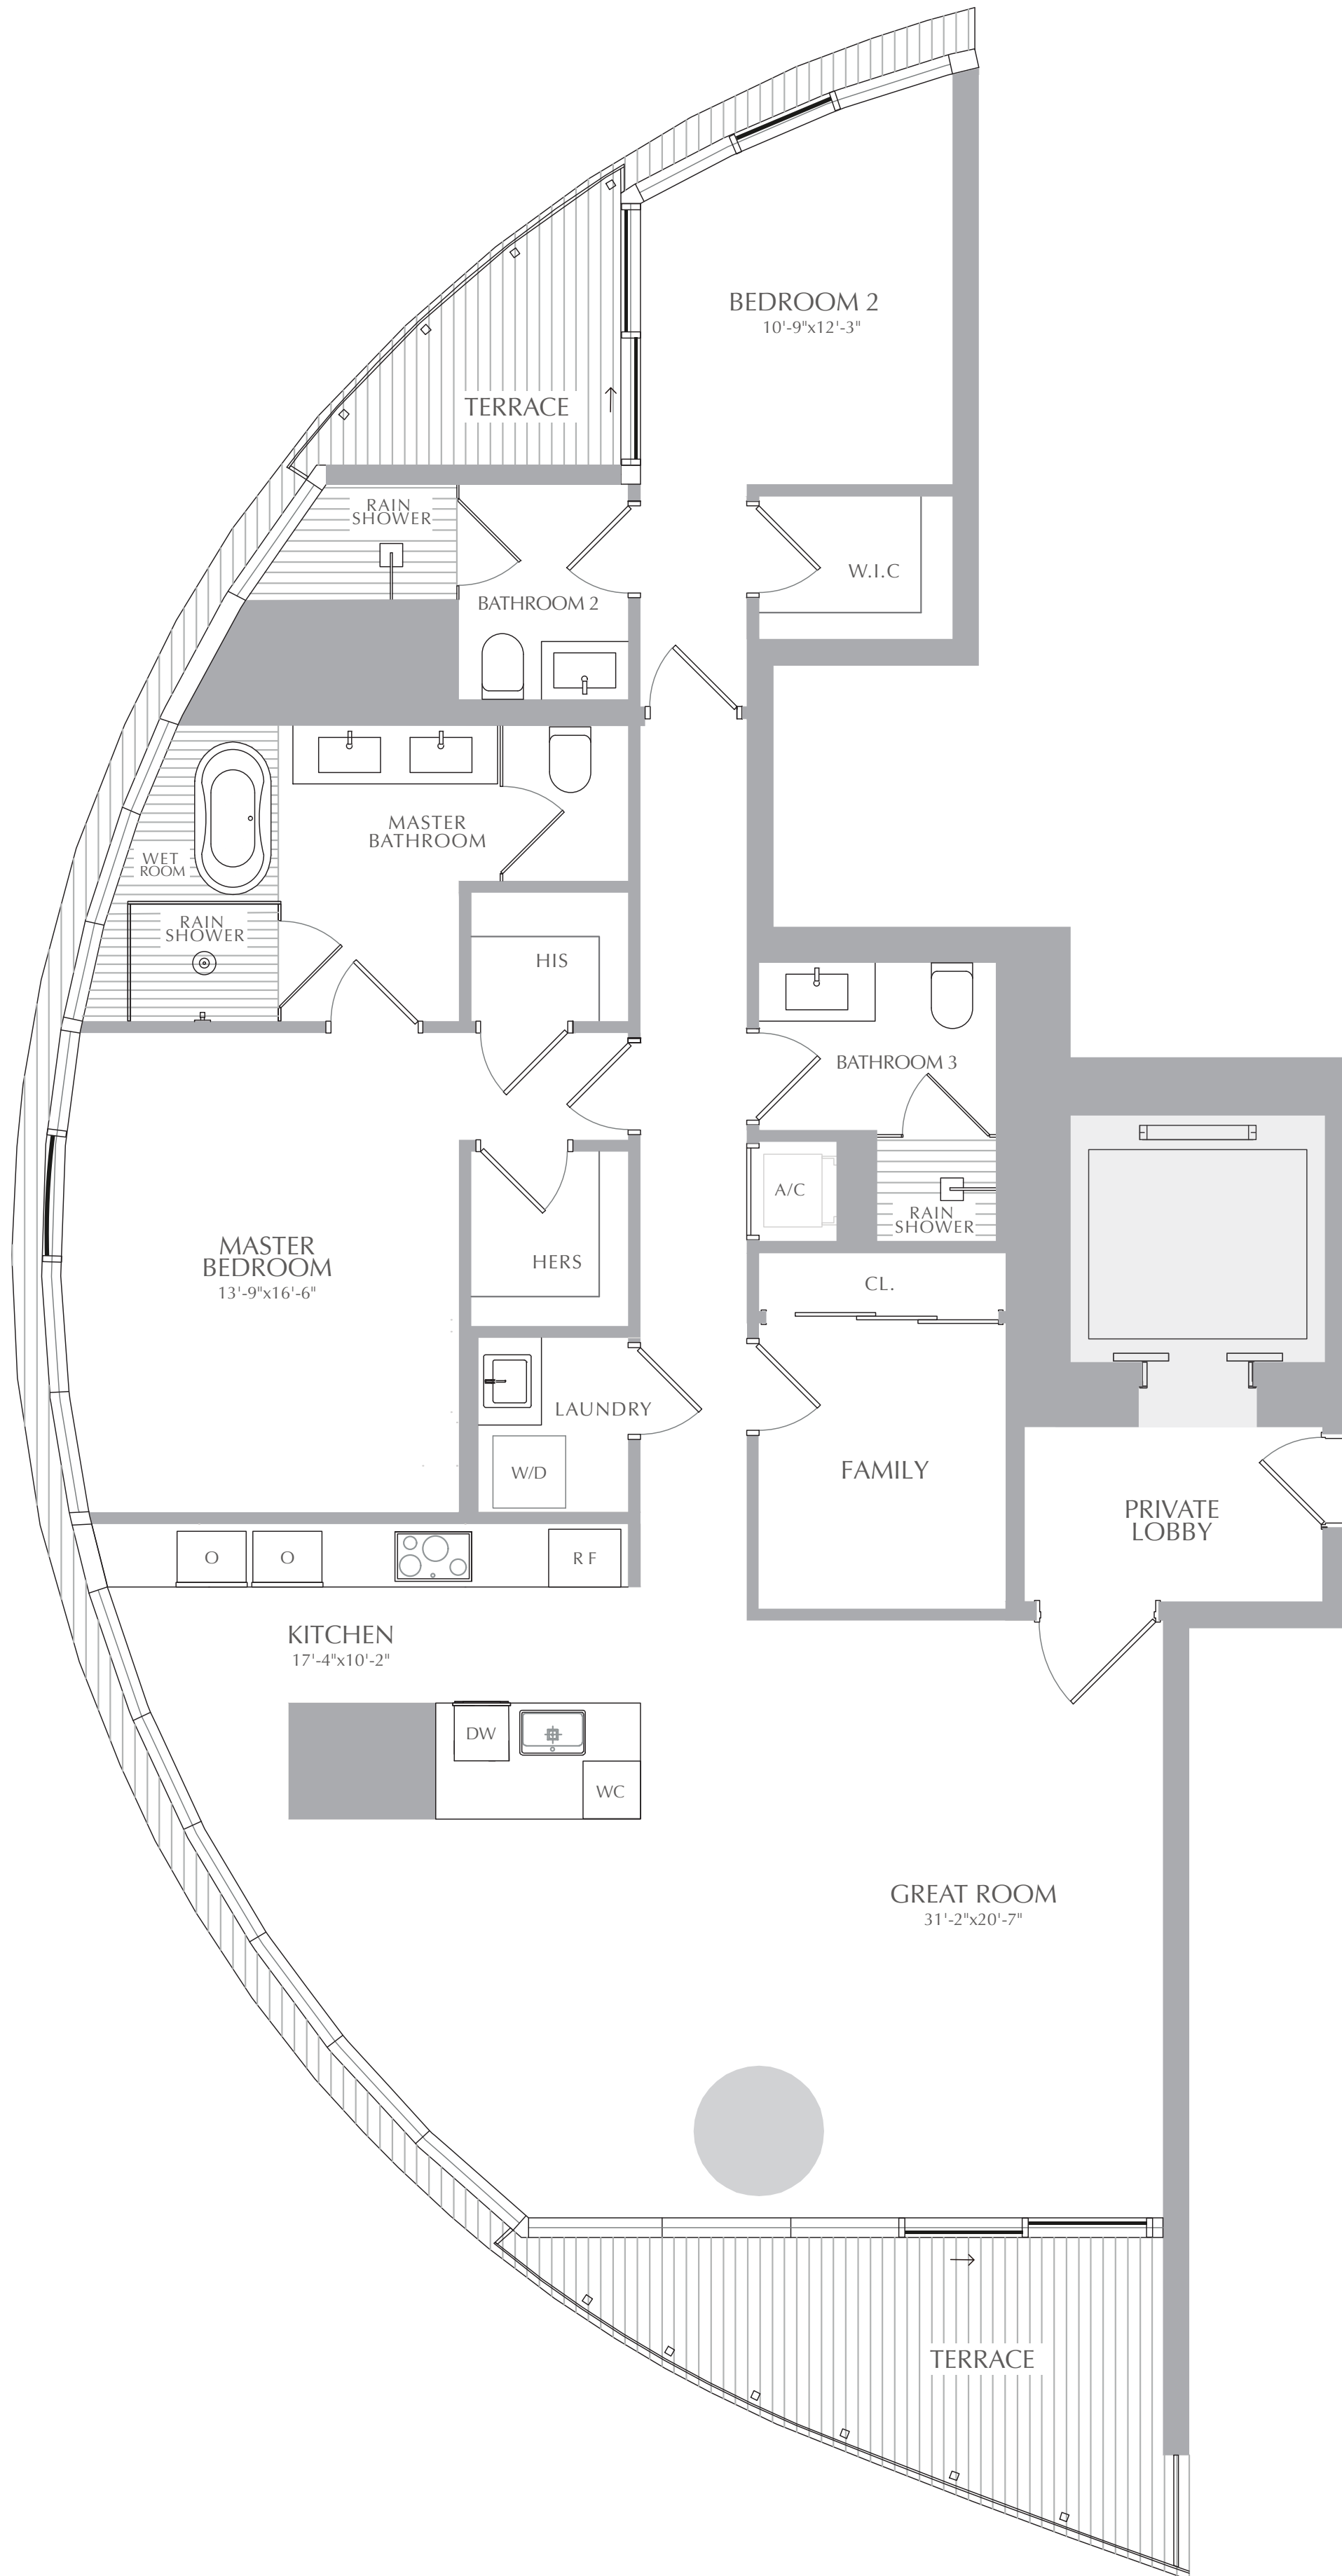 BEDROOM 2
10'-9"x12'-3"
TERRACE
RAIN
SHOWER
W.I.C
BATHROOM 2
MASTER
BATHROOM
WET
ROOM
RAIN
SHOWER
HIS
BATHROOM 3
A/C
RAIN
SHOWER
MASTER
BEDROOM
13'-9"x16'-6"
HERS
CL.
LAUNDRY
W/D
FAMILY
PRIVATE
LOBBY
O
O
R F
KITCHEN
17'-4"x10'-2"
DW
WC
GREAT ROOM
31'-2"x20'-7"
TERRACE